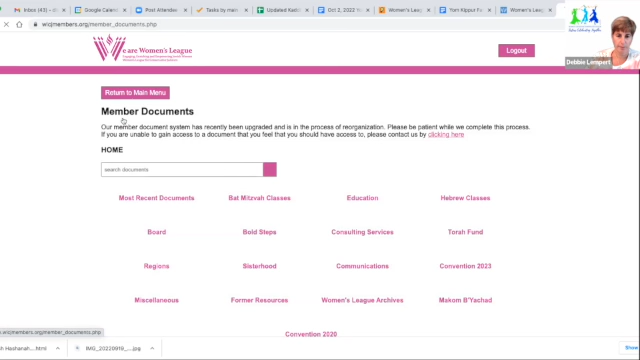 Inbox (43)
Google Calend
Post Attendee
Tasks by main
Updated Kadis
Oct 2, 2022
Women's Leag
Yom Kippur E
Women's L
wlcjmembers.org/member_documents.php
We are Women's League
Logout
Debbie Lempert
Return to Main Menu
Member Documents
Our member document system has recently been upgraded and is in the process of reorganization. Please be patient while we complete this process.
If you are unable to gain access to a document that you feel that you should have access to, please contact us by clicking here
HOME
search documents
Most Recent Documents
Bat Mitzvah Classes
Education
Hebrew Classes
Board
Bold Steps
Consulting Services
Torah Fund
Regions
Sisterhood
Communications
Convention 2023
Miscellaneous
Former Resources
Women's League Archives
Makom B'Yachad
Convention 2020
wlcjmembers.org/member_documents.php
sh Hashanah....html
IMG_20220919_...jpg
Show